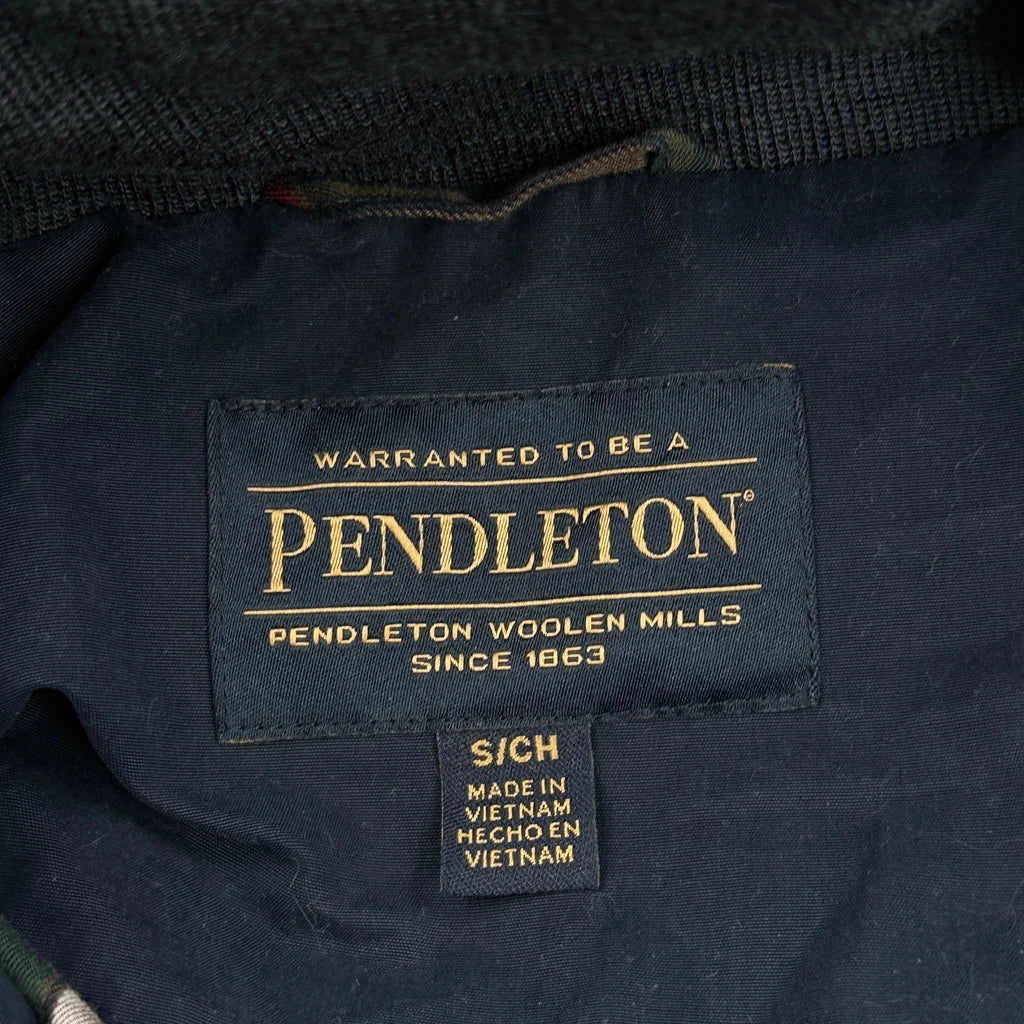 WARRANTED TO BE A
PENDLETON®
PENDLETON WOOLEN MILLS
SINCE 1863
S/CH
MADE IN
VIETNAM
HECHO EN
VIETNAM